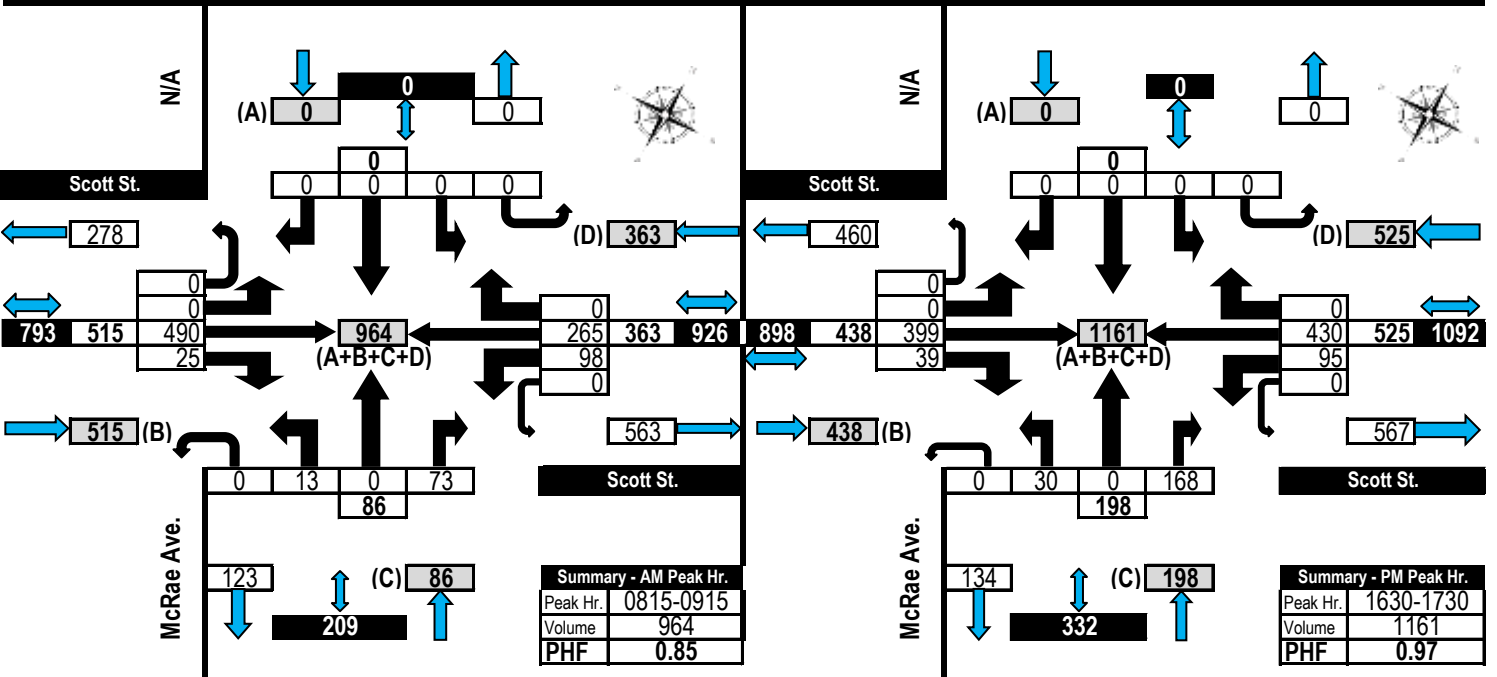 N/A
0
(A) 0
0
0
0 0 0 0
Scott St.
278
(D) 363
0
0
793 515 490
25
964
(A+B+C+D)
0
265 363 926
98
0
515 (B)
563
0 13 0 73
86
Scott St.
McRae Ave.
123
(C) 86
209
Summary - AM Peak Hr.
Peak Hr. 0815-0915
Volume 964
PHF 0.85
N/A
0
(A) 0
0
0
0 0 0 0
Scott St.
460
(D) 525
0
0
898 438 399
39
1161
(A+B+C+D)
0
430 525 1092
95
0
438 (B)
567
0 30 0 168
198
Scott St.
McRae Ave.
134
(C) 198
332
Summary - PM Peak Hr.
Peak Hr. 1630-1730
Volume 1161
PHF 0.97